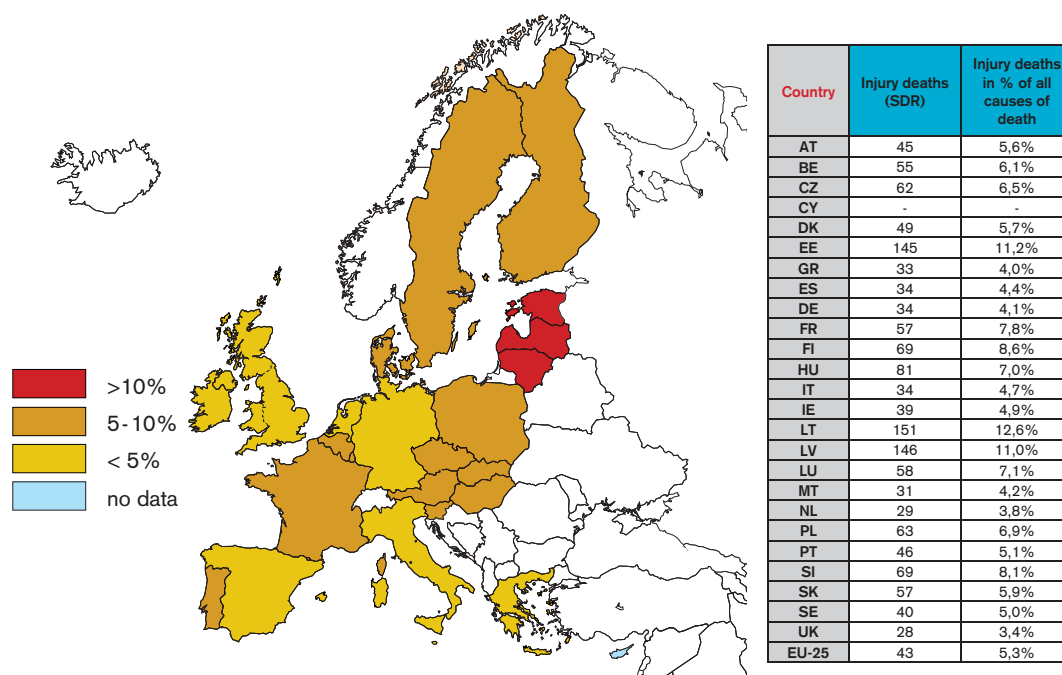 >10%
5-10%
< 5%
no data
Country Injury deaths (SDR) Injury deaths in % of all causes of death
AT 45 5,6%
BE 55 6,1%
CZ 62 6,5%
CY - -
DK 49 5,7%
EE 145 11,2%
GR 33 4,0%
ES 34 4,4%
DE 34 4,1%
FR 57 7,8%
FI 69 8,6%
HU 81 7,0%
IT 34 4,7%
IE 39 4,9%
LT 151 12,6%
LV 146 11,0%
LU 58 7,1%
MT 31 4,2%
NL 29 3,8%
PL 63 6,9%
PT 46 5,1%
SI 69 8,1%
SK 57 5,9%
SE 40 5,0%
UK 28 3,4%
EU-25 43 5,3%